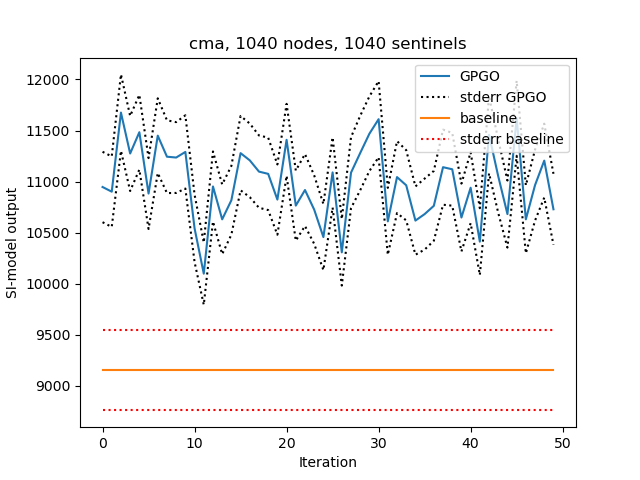 cma, 1040 nodes, 1040 sentinels
12000
11500
11000
10500
10000
9500
9000
SI-model output
GPGO
stderr GPGO
baseline
stderr baseline
0
10
20
30
40
50
Iteration